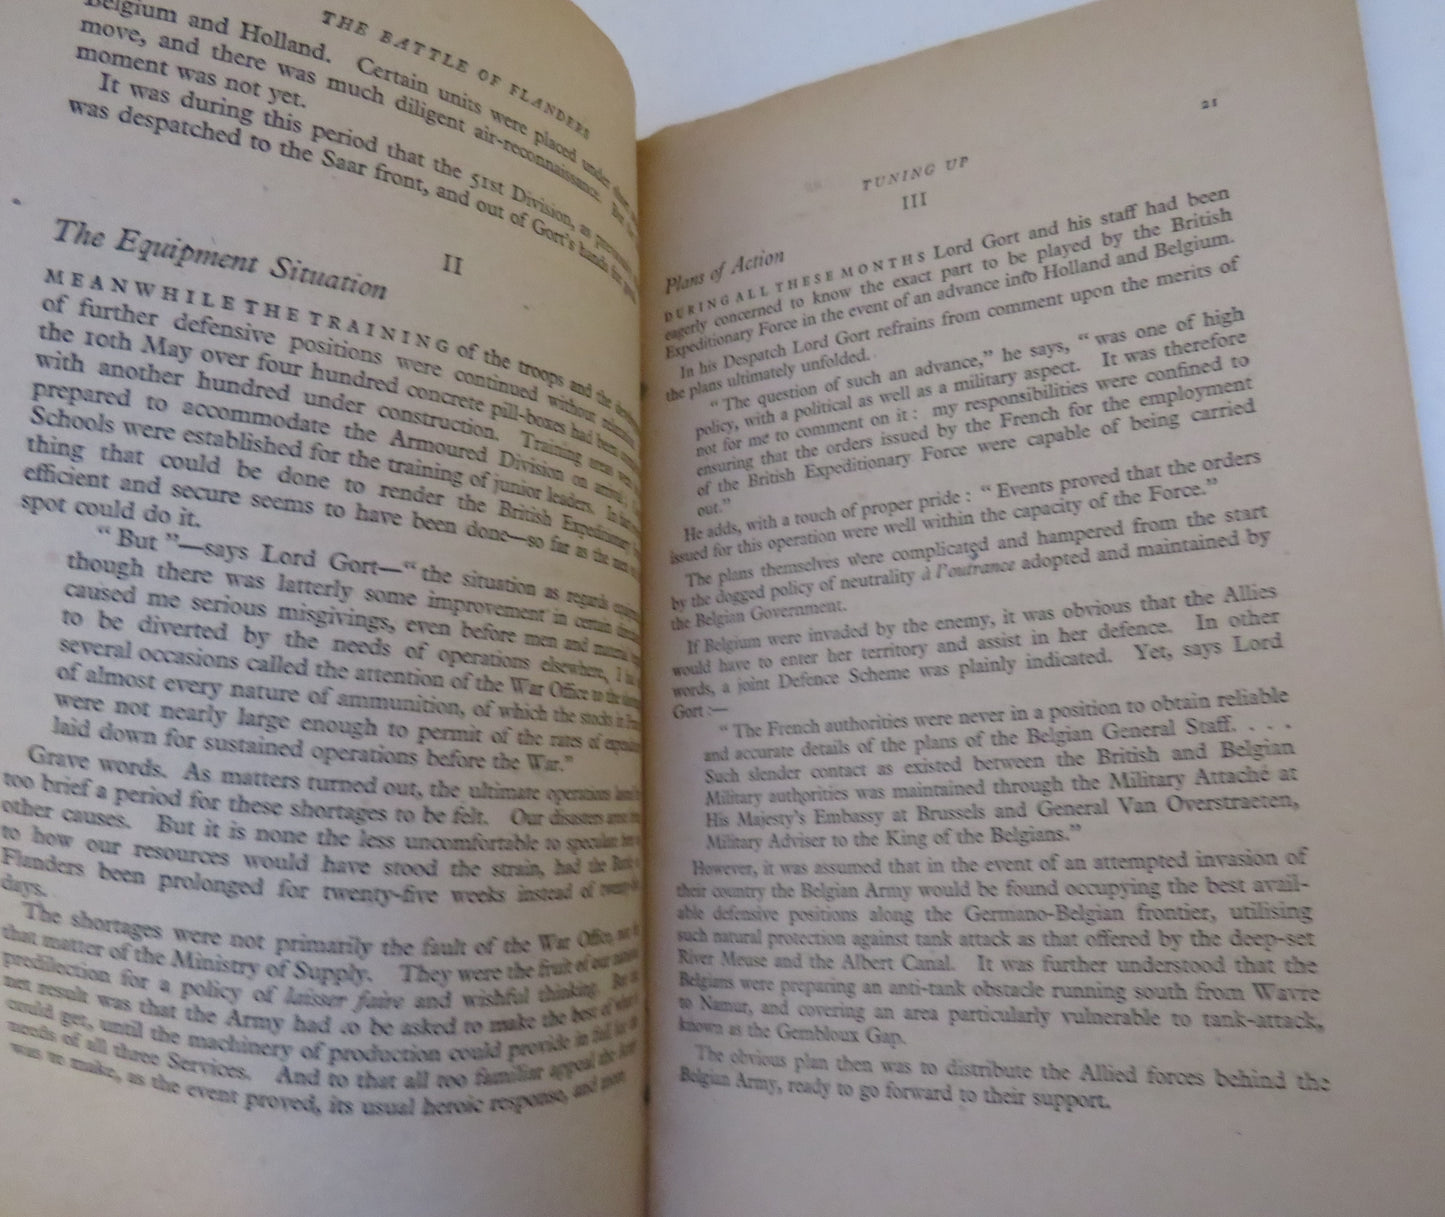 THE BATTLE OF FLANDERS
Belgium and Holland. Certain units were placed under
move, and there was much diligent air-reconnaissance. But the
moment was not yet.
It was during this period that the 51st Division, as
was despatched to the Saar front, and out of Gort's hands for good.
II
The Equipment Situation
MEANWHILE THE TRAINING of the troops and the
of further defensive positions were continued without
the 10th May over four hundred concrete pill-boxes had been
with another hundred under construction. Training areas were
prepared to accommodate the Armoured Division on arrival;
Schools were established for the training of junior leaders. In
thing that could be done to render the British Expeditionary
efficient and secure seems to have been done—so far as the men on
spot could do it.
“ But ”—says Lord Gort—“ the situation as regards
though there was latterly some improvement in certain
caused me serious misgivings, even before men and
to be diverted by the needs of operations elsewhere, I
several occasions called the attention of the War Office to the
of almost every nature of ammunition, of which the stocks in
were not nearly large enough to permit of the rates of
laid down for sustained operations before the War.”
Grave words. As matters turned out, the ultimate operations
too brief a period for these shortages to be felt. Our disasters arose from
other causes. But it is none the less uncomfortable to speculate
to how our resources would have stood the strain, had the Battle of
Flanders been prolonged for twenty-five weeks instead of
days.
The shortages were not primarily the fault of the War Office, nor for
that matter of the Ministry of Supply. They were the fruit of our
predilection for a policy of laisser faire and wishful thinking. But the
net result was that the Army had to be asked to make the best of what it
could get, until the machinery of production could provide in full for the
needs of all three Services. And to that all too familiar appeal the
was to make, as the event proved, its usual heroic response, and
TUNING UP 21
III
Plans of Action
DURING ALL THESE MONTHS Lord Gort and his staff had been
eagerly concerned to know the exact part to be played by the British
Expeditionary Force in the event of an advance into Holland and Belgium.
In his Despatch Lord Gort refrains from comment upon the merits of
the plans ultimately unfolded.
“ The question of such an advance,” he says, “ was one of high
policy, with a political as well as a military aspect. It was therefore
not for me to comment on it : my responsibilities were confined to
ensuring that the orders issued by the French for the employment
of the British Expeditionary Force were capable of being carried
out.”
He adds, with a touch of proper pride : “ Events proved that the orders
issued for this operation were well within the capacity of the Force.”
The plans themselves were complicated and hampered from the start
by the dogged policy of neutrality à l'outrance adopted and maintained by
the Belgian Government.
If Belgium were invaded by the enemy, it was obvious that the Allies
would have to enter her territory and assist in her defence. In other
words, a joint Defence Scheme was plainly indicated. Yet, says Lord
Gort :—
“ The French authorities were never in a position to obtain reliable
and accurate details of the plans of the Belgian General Staff. . . .
Such slender contact as existed between the British and Belgian
Military authorities was maintained through the Military Attaché at
His Majesty's Embassy at Brussels and General Van Overstraeten,
Military Adviser to the King of the Belgians.”
However, it was assumed that in the event of an attempted invasion of
their country the Belgian Army would be found occupying the best avail-
able defensive positions along the Germano-Belgian frontier, utilising
such natural protection against tank attack as that offered by the deep-set
River Meuse and the Albert Canal. It was further understood that the
Belgians were preparing an anti-tank obstacle running south from Wavre
to Namur, and covering an area particularly vulnerable to tank-attack,
known as the Gembloux Gap.
The obvious plan then was to distribute the Allied forces behind the
Belgian Army, ready to go forward to their support.